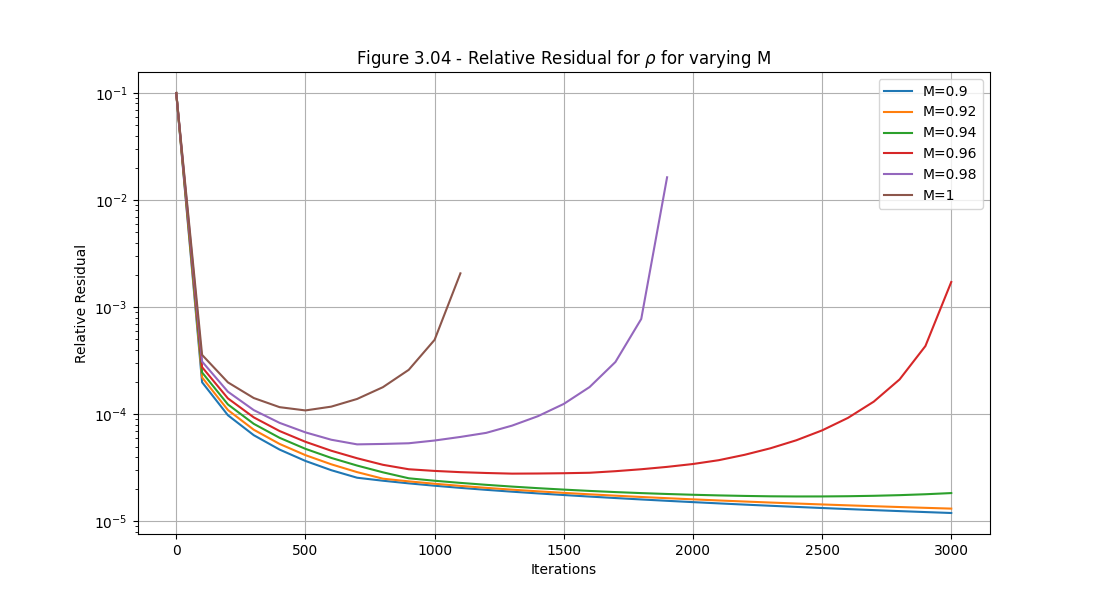 Figure 3.04 - Relative Residual for ρ for varying M
M=0.9
M=0.92
M=0.94
M=0.96
M=0.98
M=1
Relative Residual
10⁻¹
10⁻²
10⁻³
10⁻⁴
10⁻⁵
0 500 1000 1500 2000 2500 3000
Iterations